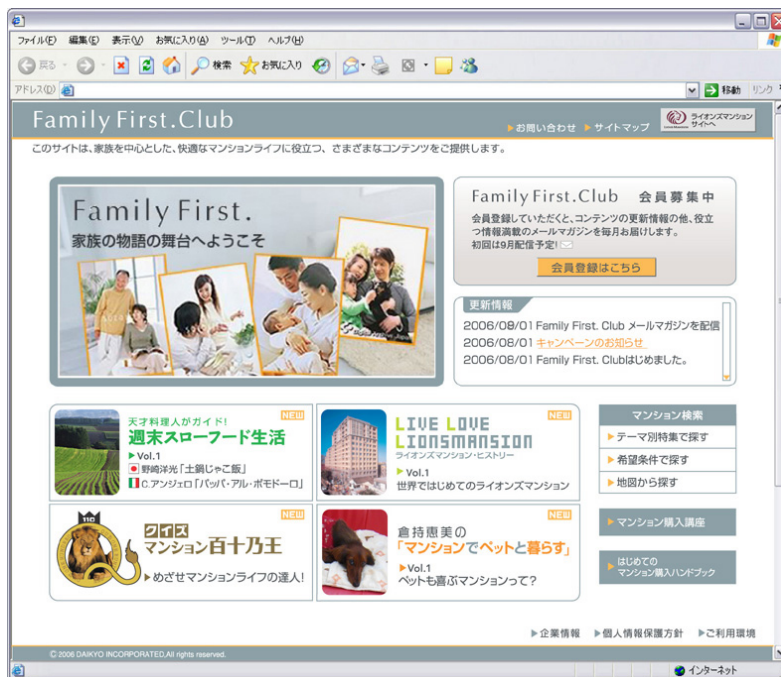 ファイル(F) 編集(E) 表示(V) お気に入り(A) ツール(T) ヘルプ(H)
戻る 検索 お気に入り
アドレス(D) 移動 リンク
Family First.Club
お問い合わせ サイトマップ ライオンズマンション
サイトへ
このサイトは、家族を中心とした、快適なマンションライフに役立つ、さまざまなコンテンツをご提供します。
Family First.
家族の物語の舞台へようこそ
Family First.Club 会員募集中
会員登録していただくと、コンテンツの更新情報の他、役立
つ情報満載のメールマガジンを毎月お届けします。
初回は9月配信予定!
会員登録はこちら
更新情報
2006/09/01 Family First. Club メールマガジンを配信
2006/08/01 キャンペーンのお知らせ
2006/08/01 Family First. Clubはじめました。
天才料理人がガイド! NEW
週末スローフード生活
Vol.1
野崎洋光「土鍋じゃこ飯」
C.アンジェロ「パッパ・アル・ポモドーロ」
NEW
LIVE LOVE
LIONSMANSION
ライオンズマンション・ヒストリー
Vol.1
世界ではじめてのライオンズマンション
110 NEW
クイズ
マンション百十乃王
めざせマンションライフの達人!
NEW
倉持恵美の
「マンションでペットと暮らす」
Vol.1
ペットも喜ぶマンションって?
マンション検索
テーマ別特集で探す
希望条件で探す
地図から探す
マンション購入講座
はじめての
マンション購入ハンドブック
企業情報 個人情報保護方針 ご利用環境
© 2006 DAIKYO INCORPORATED,All rights reserved.
インターネット